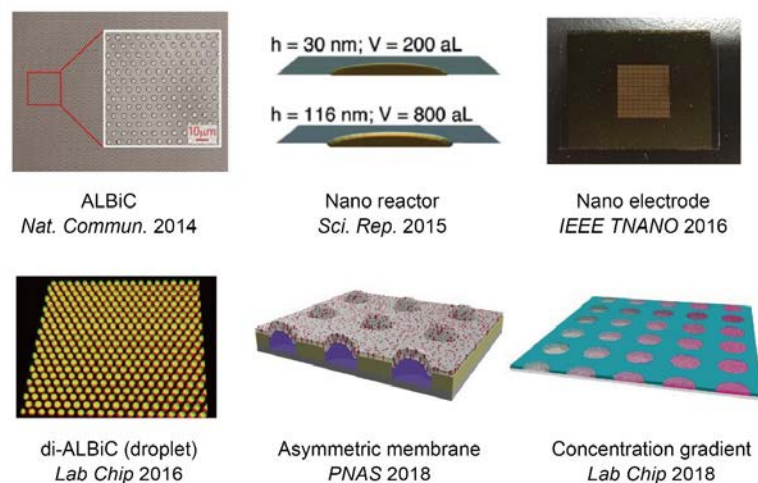 10μm
h = 30 nm; V = 200 aL
h = 116 nm; V = 800 aL
ALBiC
Nat. Commun. 2014
Nano reactor
Sci. Rep. 2015
Nano electrode
IEEE TNANO 2016
di-ALBiC (droplet)
Lab Chip 2016
Asymmetric membrane
PNAS 2018
Concentration gradient
Lab Chip 2018